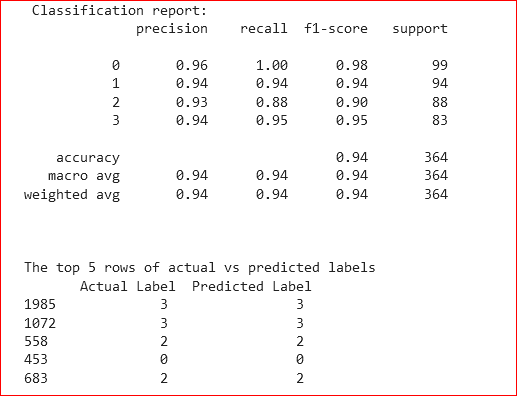 Classification report:
precision recall f1-score support
0 0.96 1.00 0.98 99
1 0.94 0.94 0.94 94
2 0.93 0.88 0.90 88
3 0.94 0.95 0.95 83
accuracy 0.94 364
macro avg 0.94 0.94 0.94 364
weighted avg 0.94 0.94 0.94 364
The top 5 rows of actual vs predicted labels
Actual Label Predicted Label
1985 3 3
1072 3 3
558 2 2
453 0 0
683 2 2